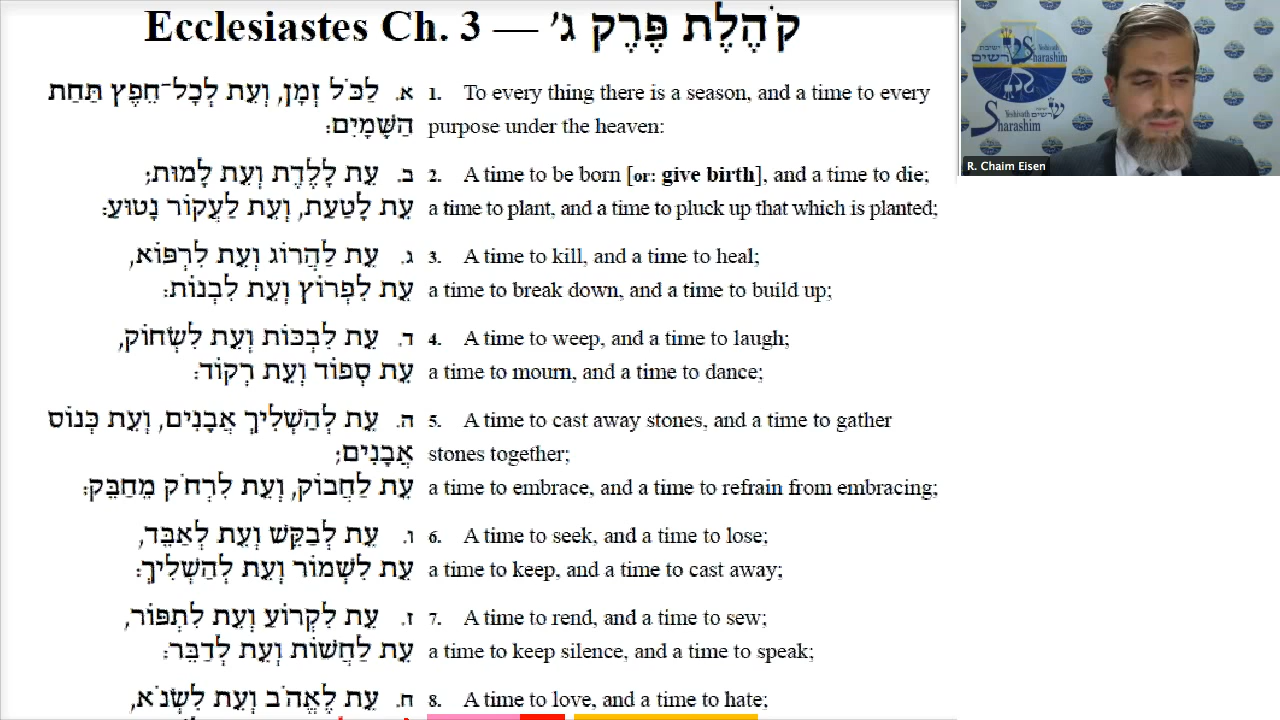 Ecclesiastes Ch. 3 — קֹהֶלֶת פֶּרֶק ג׳
א. לַכֹּל זְמָן, וְעֵת לְכָל־חֵפֶץ תַּחַת
הַשָּׁמָיִם:
1. To every thing there is a season, and a time to every
purpose under the heaven:
ב. עֵת לָלֶדֶת וְעֵת לָמוּת;
עֵת לָטַעַת, וְעֵת לַעֲקוֹר נָטוּעַ:
2. A time to be born [or: give birth], and a time to die;
a time to plant, and a time to pluck up that which is planted;
ג. עֵת לַהֲרוֹג וְעֵת לִרְפּוֹא,
עֵת לִפְרוֹץ וְעֵת לִבְנוֹת:
3. A time to kill, and a time to heal;
a time to break down, and a time to build up;
ד. עֵת לִבְכּוֹת וְעֵת לִשְׂחוֹק,
עֵת סְפוֹד וְעֵת רְקוֹד:
4. A time to weep, and a time to laugh;
a time to mourn, and a time to dance;
ה. עֵת לְהַשְׁלִיךְ אֲבָנִים, וְעֵת כְּנוֹס
אֲבָנִים;
עֵת לַחֲבוֹק, וְעֵת לִרְחֹק מֵחַבֵּק:
5. A time to cast away stones, and a time to gather
stones together;
a time to embrace, and a time to refrain from embracing;
ו. עֵת לְבַקֵּשׁ וְעֵת לְאַבֵּד,
עֵת לִשְׁמוֹר וְעֵת לְהַשְׁלִיךְ:
6. A time to seek, and a time to lose;
a time to keep, and a time to cast away;
ז. עֵת לִקְרוֹעַ וְעֵת לִתְפּוֹר,
עֵת לַחֲשׁוֹת וְעֵת לְדַבֵּר:
7. A time to rend, and a time to sew;
a time to keep silence, and a time to speak;
ח. עֵת לֶאֱהֹב וְעֵת לִשְׂנֹא,
8. A time to love, and a time to hate;
Yeshivath
Sharashim
Yeshivath שרשים
Sharashim
R. Chaim Eisen